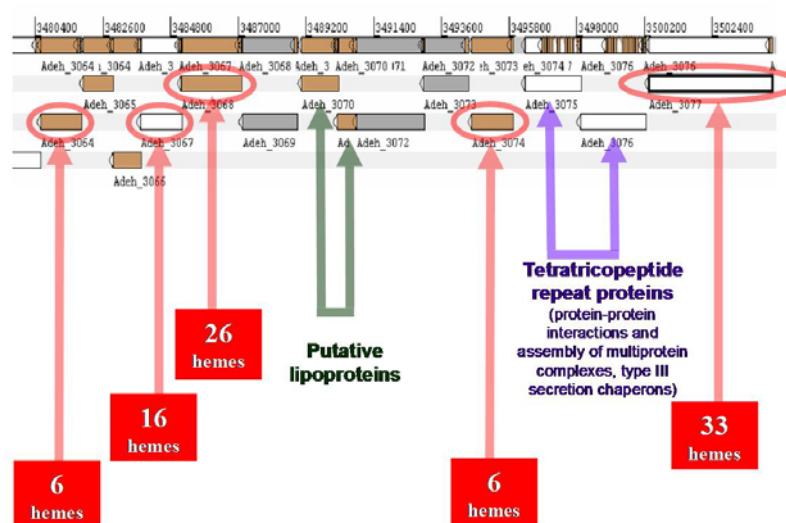 3480400 3482600 3484800 3487000 3489200 3491400 3493600 3495800 3498000 3500200 3502400
Adeh_3064 Adeh_3067 Adeh_3068 Adeh_3070 Adeh_3072 Adeh_3076 Adeh_3076
Adeh_3065 Adeh_3068 Adeh_3070 Adeh_3073 Adeh_3075 Adeh_3077
Adeh_3064 Adeh_3067 Adeh_3069 Adeh_3072 Adeh_3074 Adeh_3076
Adeh_3066
Tetratricopeptide
repeat proteins
(protein-protein
interactions and
assembly of multiprotein
complexes, type III
secretion chaperons)
Putative
lipoproteins
26
hemes
16
hemes
33
hemes
6
hemes
6
hemes